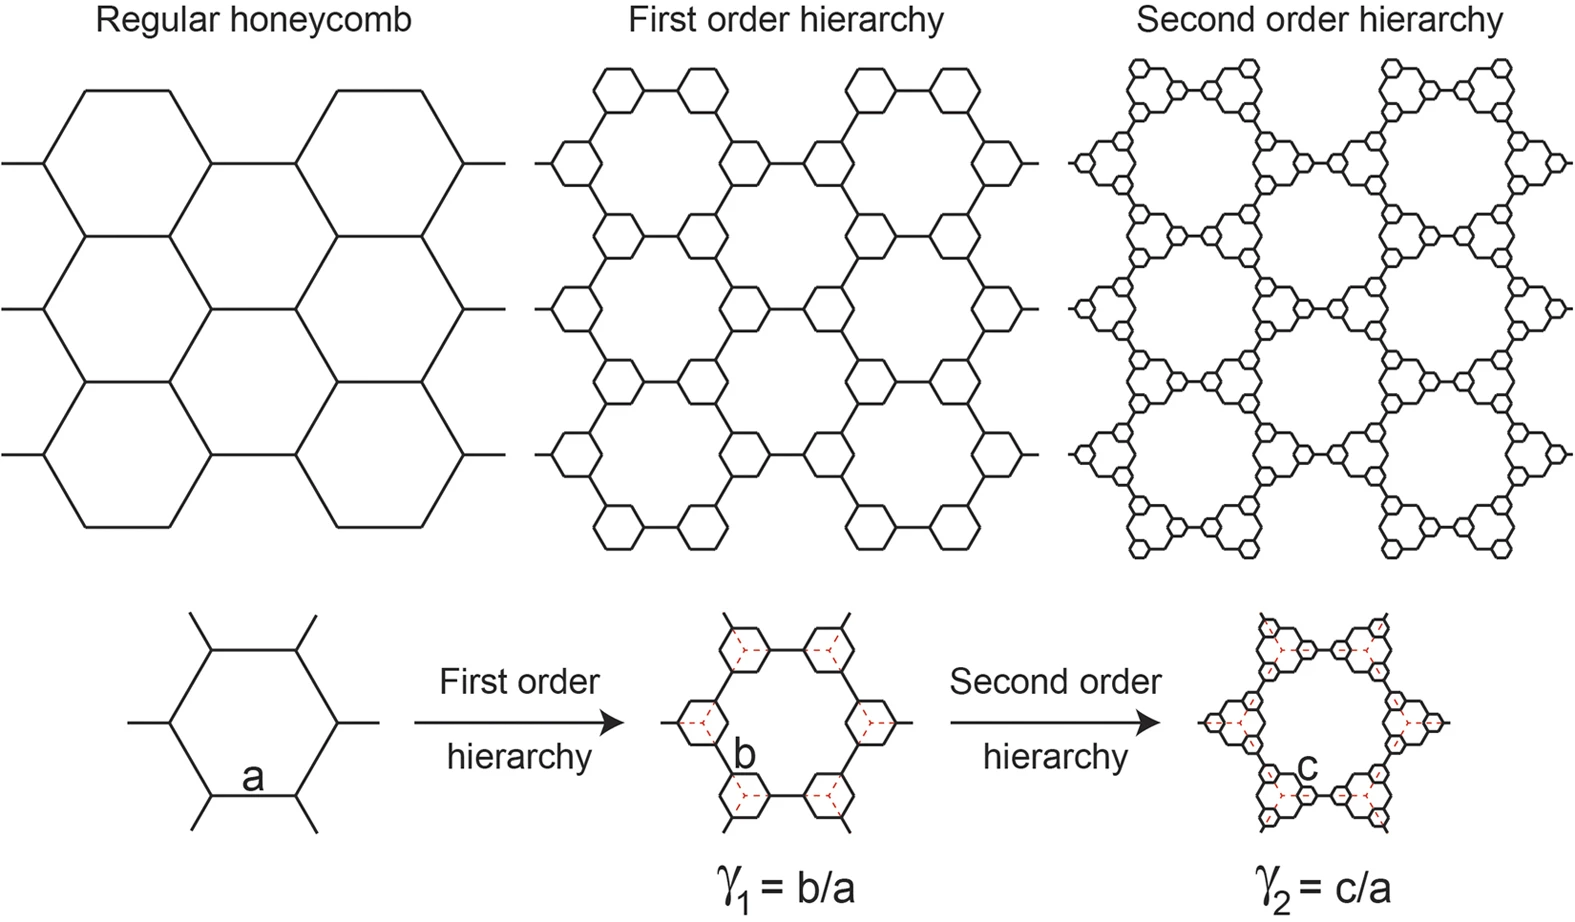 Regular honeycomb
First order hierarchy
Second order hierarchy
a
First order
hierarchy
b
Second order
hierarchy
c
γ₁ = b/a
γ₂ = c/a